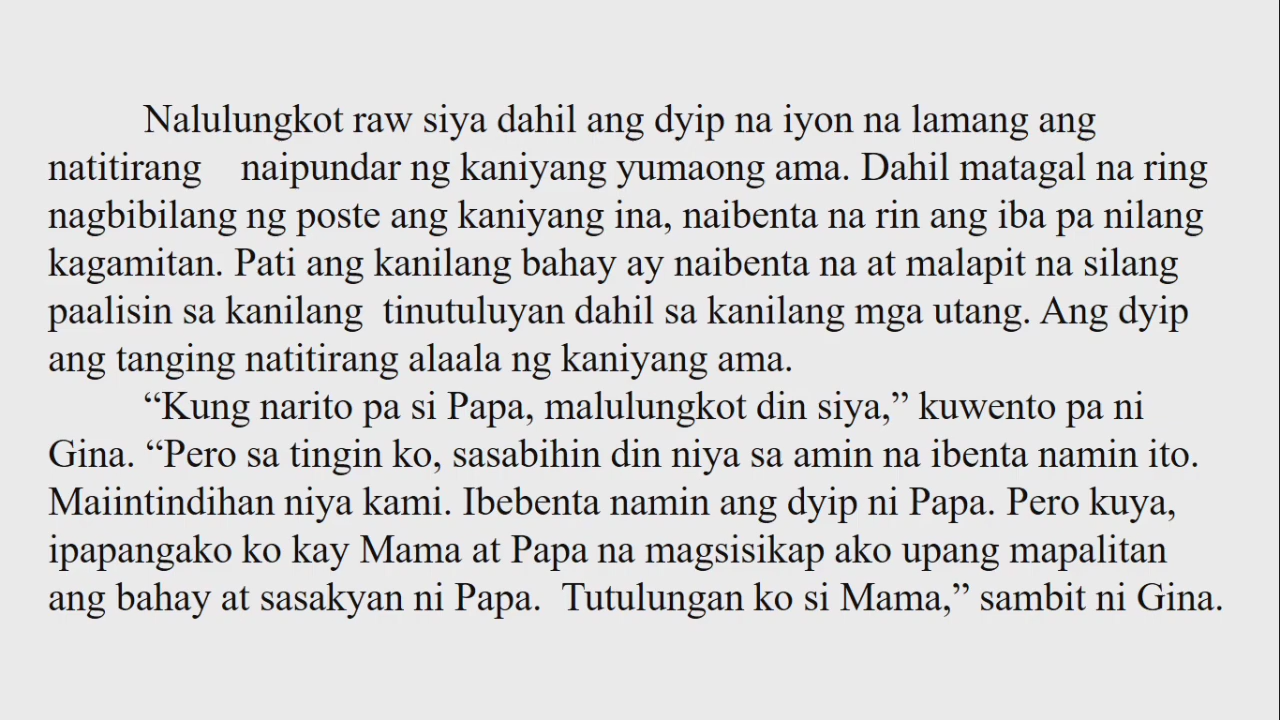 Nalulungkot raw siya dahil ang dyip na iyon na lamang ang
natitirang naipundar ng kaniyang yumaong ama. Dahil matagal na ring
nagbibilang ng poste ang kaniyang ina, naibenta na rin ang iba pa nilang
kagamitan. Pati ang kanilang bahay ay naibenta na at malapit na silang
paalisin sa kanilang tinutuluyan dahil sa kanilang mga utang. Ang dyip
ang tanging natitirang alaala ng kaniyang ama.
“Kung narito pa si Papa, malulungkot din siya,” kuwento pa ni
Gina. “Pero sa tingin ko, sasabihin din niya sa amin na ibenta namin ito.
Maiintindihan niya kami. Ibebenta namin ang dyip ni Papa. Pero kuya,
ipapangako ko kay Mama at Papa na magsisikap ako upang mapalitan
ang bahay at sasakyan ni Papa. Tutulungan ko si Mama,” sambit ni Gina.